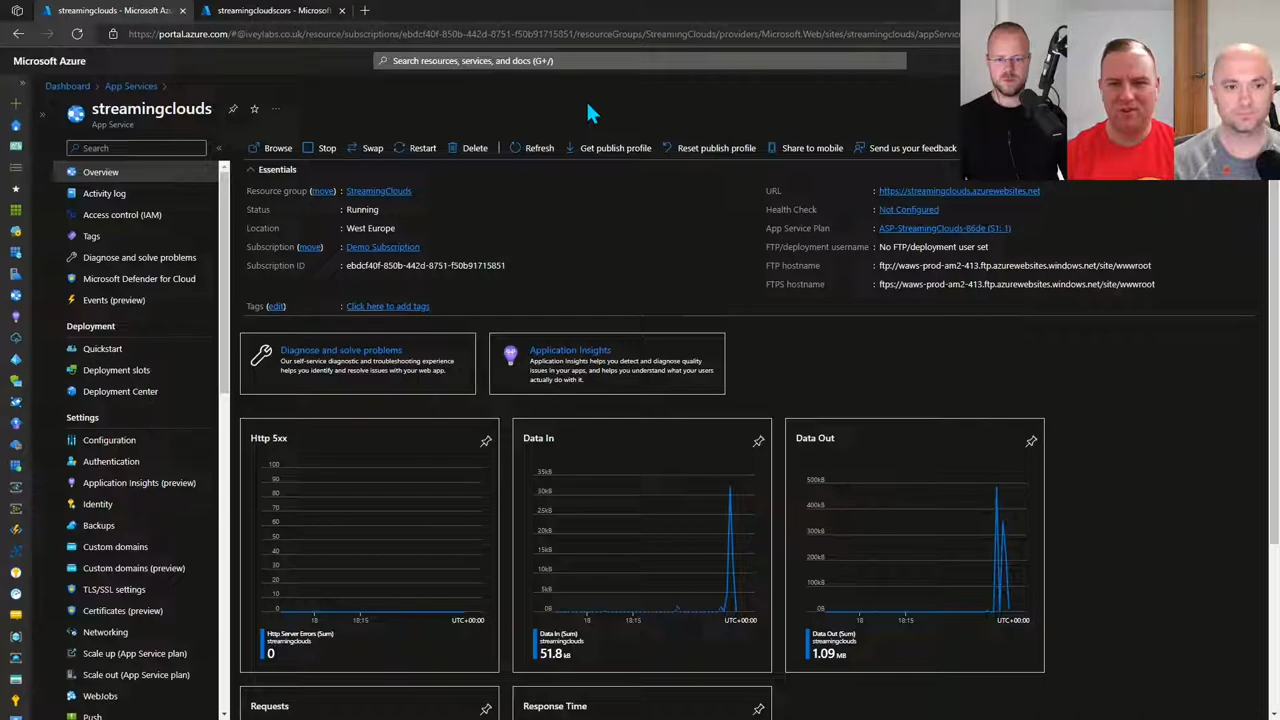 streamingclouds - Microsoft Az
streamingcloudscors - Microsoft
https://portal.azure.com/#@iveylabs.co.uk/resource/subscriptions/ebdcf40f-850b-442d-8751-f50b91715851/resourceGroups/StreamingClouds/providers/Microsoft.Web/sites/streamingclouds/appServic
Microsoft Azure
Search resources, services, and docs (G+/)
Dashboard > App Services >
streamingclouds
App Service
Search
Browse Stop Swap Restart Delete Refresh Get publish profile Reset publish profile Share to mobile Send us your feedback
Overview
Activity log
Access control (IAM)
Tags
Diagnose and solve problems
Microsoft Defender for Cloud
Events (preview)
Deployment
Quickstart
Deployment slots
Deployment Center
Settings
Configuration
Authentication
Application Insights (preview)
Identity
Backups
Custom domains
Custom domains (preview)
TLS/SSL settings
Certificates (preview)
Networking
Scale up (App Service plan)
Scale out (App Service plan)
WebJobs
Push
Essentials
Resource group (move) : StreamingClouds
Status : Running
Location : West Europe
Subscription (move) : Demo Subscription
Subscription ID : ebdcf40f-850b-442d-8751-f50b91715851
Tags (edit) : Click here to add tags
URL : https://streamingclouds.azurewebsites.net
Health Check : Not Configured
App Service Plan : ASP-StreamingClouds-86de (S1: 1)
FTP/deployment username : No FTP/deployment user set
FTP hostname : ftp://waws-prod-am2-413.ftp.azurewebsites.windows.net/site/wwwroot
FTPS hostname : ftps://waws-prod-am2-413.ftp.azurewebsites.windows.net/site/wwwroot
Diagnose and solve problems
Our self-service diagnostic and troubleshooting experience
helps you identify and resolve issues with your web app.
Application Insights
Application Insights helps you detect and diagnose quality
issues in your apps, and helps you understand what your users
actually do with it.
Http 5xx
100
90
80
70
60
50
40
30
20
10
0
18 18:15 UTC+00:00
Http Server Errors (Sum)
streamingclouds
0
Data In
35kB
30kB
25kB
20kB
15kB
10kB
5kB
0B
18 18:15 UTC+00:00
Data In (Sum)
streamingclouds
51.8 kB
Data Out
500kB
400kB
300kB
200kB
100kB
0B
18 18:15 UTC+00:00
Data Out (Sum)
streamingclouds
1.09 MB
Requests
Response Time